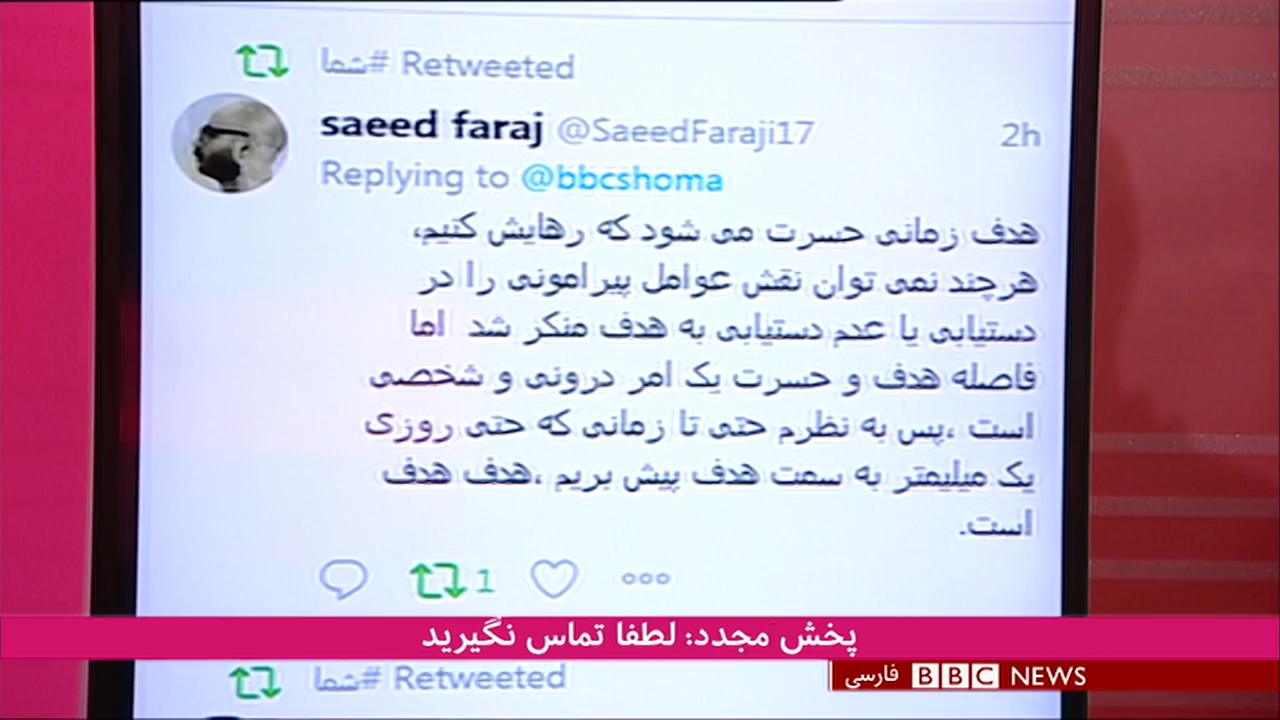 #شما Retweeted
saeed faraj @SaeedFaraji17 2h
Replying to @bbcshoma
هدف زمانی حسرت می شود که رهایش کنیم،
هرچند نمی توان نقش عوامل پیرامونی را در
دستیابی یا عدم دستیابی به هدف منکر شد اما
فاصله هدف و حسرت یک امر درونی و شخصی
است ،پس به نظرم حتی تا زمانی که حتی روزی
یک میلیمتر به سمت هدف پیش بریم ،هدف هدف
است.
1
پخش مجدد: لطفا تماس نگیرید
#شما Retweeted
BBC NEWS فارسی